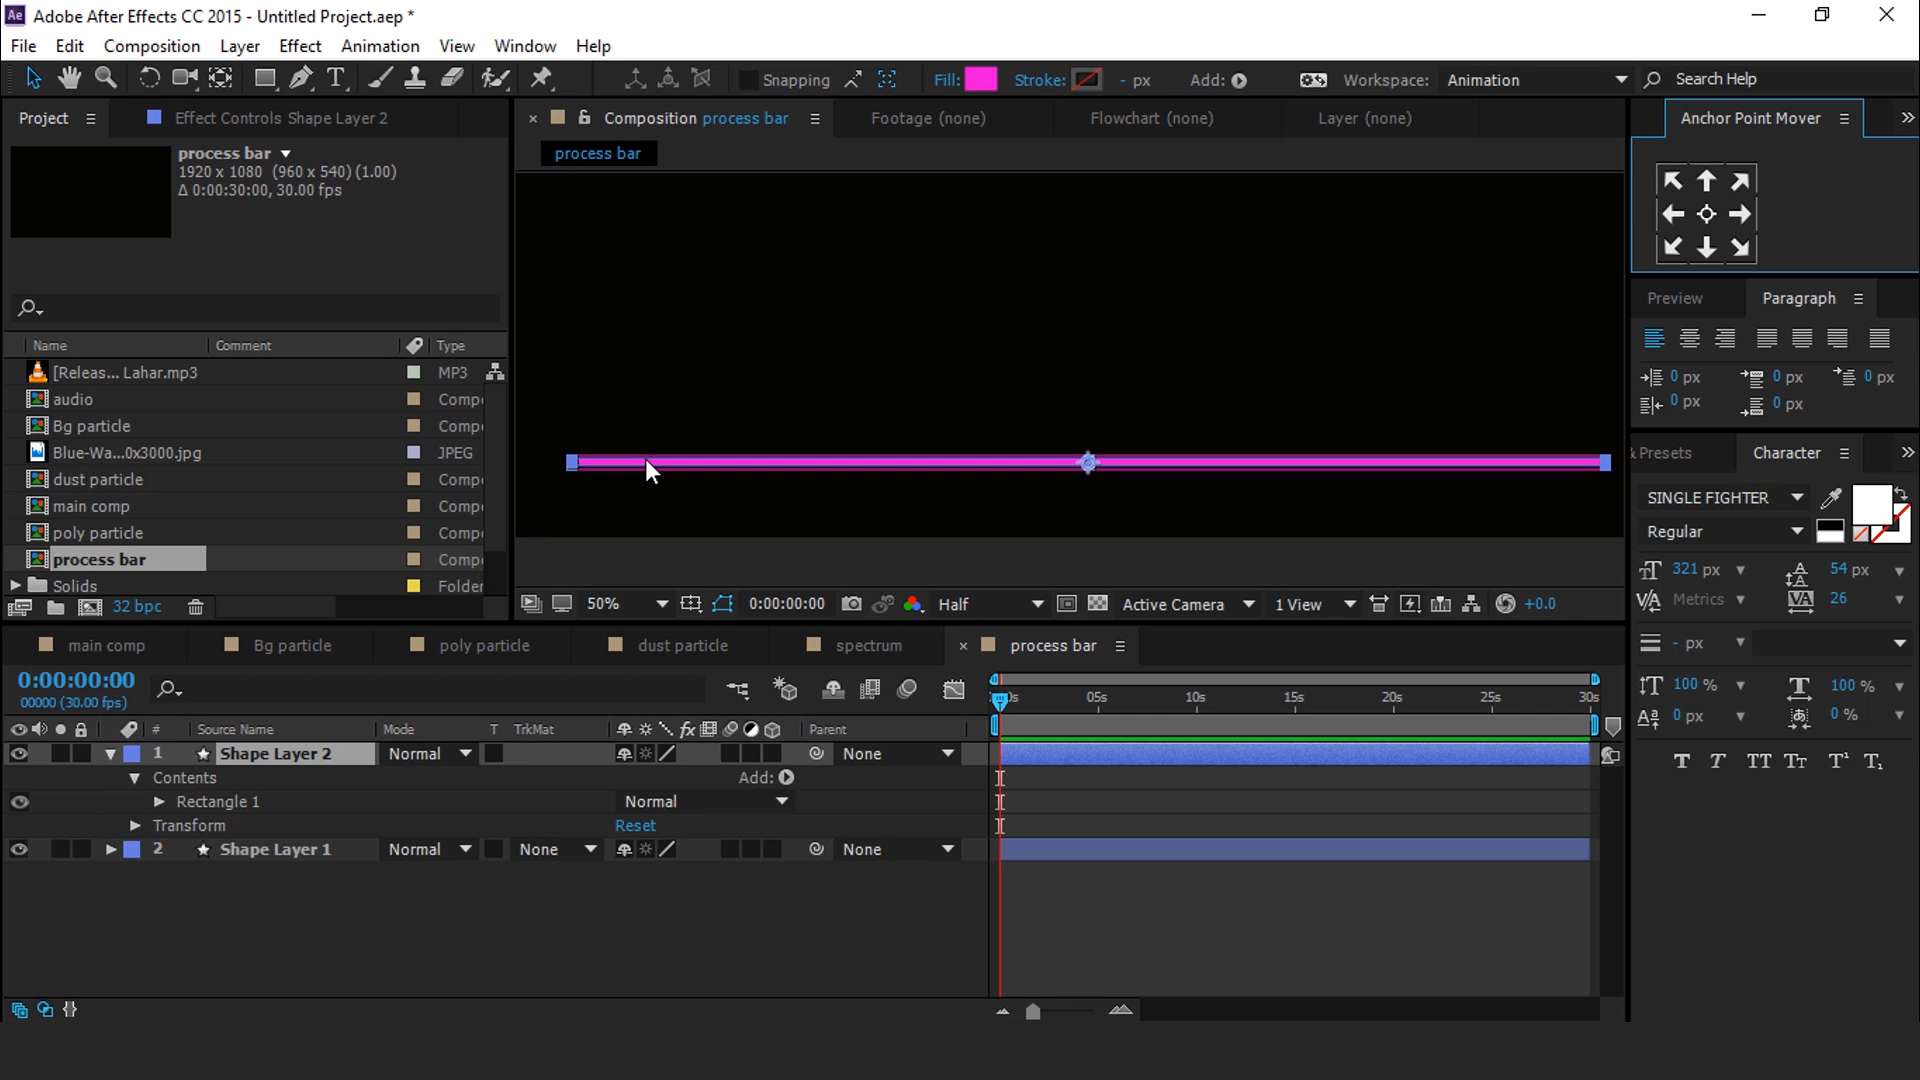 Ae Adobe After Effects CC 2015 - Untitled Project.aep *
File Edit Composition Layer Effect Animation View Window Help
T Snapping Fill: Stroke: - px Add: Workspace: Animation Search Help
Project Effect Controls Shape Layer 2 Composition process bar Footage (none) Flowchart (none) Layer (none) Anchor Point Mover
process bar
1920 x 1080 (960 x 540) (1.00)
Δ 0:00:30:00, 30.00 fps
process bar
Preview Paragraph
Name Comment Type
[Releas... Lahar.mp3 MP3
audio Comp
Bg particle Comp
Blue-Wa...0x3000.jpg JPEG
dust particle Comp
main comp Comp
poly particle Comp
process bar Comp
Solids Folder
32 bpc
0 px 0 px 0 px
0 px 0 px
& Presets Character
SINGLE FIGHTER
Regular
321 px 54 px
Metrics 26
- px
100 % 100 %
0 px 0 %
T T TT Tт T¹ T₁
50% 0:00:00:00 Half Active Camera 1 View +0.0
main comp Bg particle poly particle dust particle spectrum process bar
0:00:00:00
00000 (30.00 fps)
0s 05s 10s 15s 20s 25s 30s
# Source Name Mode T TrkMat fx Parent
1 Shape Layer 2 Normal None
Contents Add:
Rectangle 1 Normal
Transform Reset
2 Shape Layer 1 Normal None None